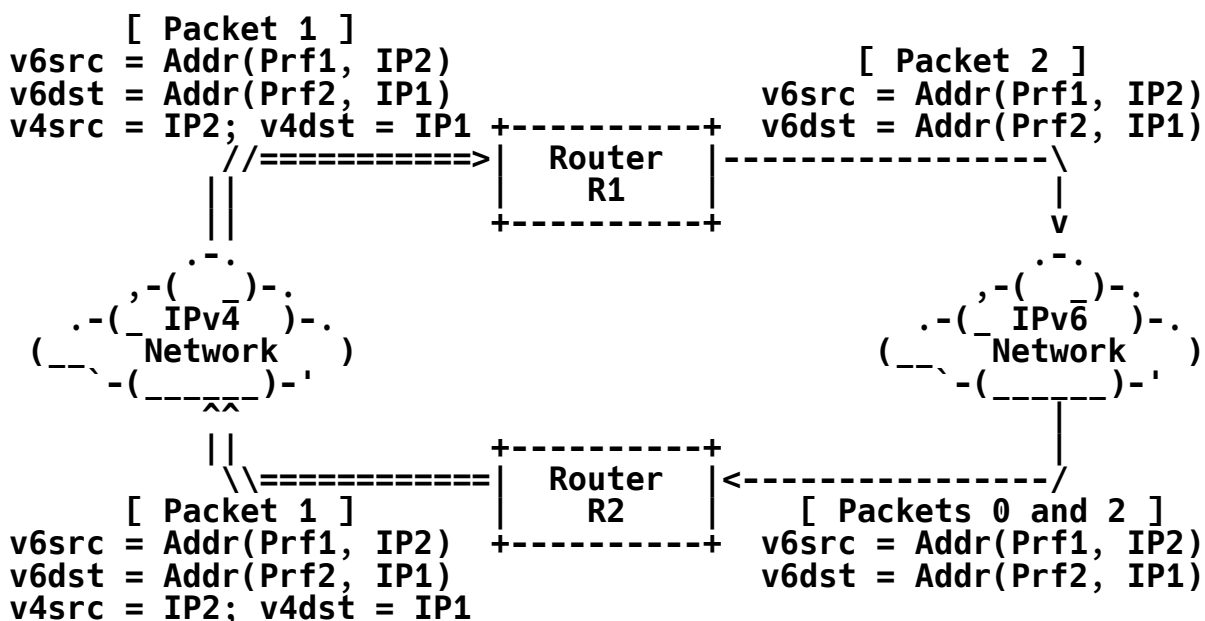 [ Packet 1 ]
v6src = Addr(Prf1, IP2)
v6dst = Addr(Prf2, IP1)
v4src = IP2; v4dst = IP1
[ Packet 2 ]
v6src = Addr(Prf1, IP2)
v6dst = Addr(Prf2, IP1)
Router
R1
IPv4
Network
IPv6
Network
Router
R2
[ Packet 1 ]
v6src = Addr(Prf1, IP2)
v6dst = Addr(Prf2, IP1)
v4src = IP2; v4dst = IP1
[ Packets 0 and 2 ]
v6src = Addr(Prf1, IP2)
v6dst = Addr(Prf2, IP1)